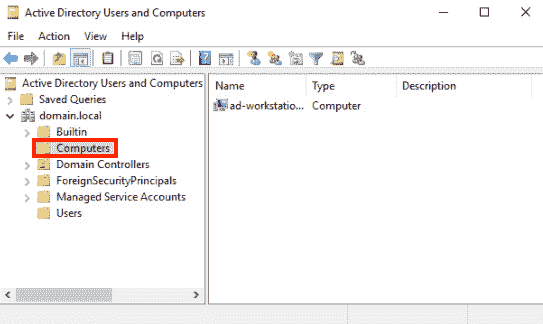 Active Directory Users and Computers
File Action View Help
Active Directory Users and Computers
Saved Queries
domain.local
Builtin
Computers
Domain Controllers
ForeignSecurityPrincipals
Managed Service Accounts
Users
Name Type Description
ad-workstatio... Computer